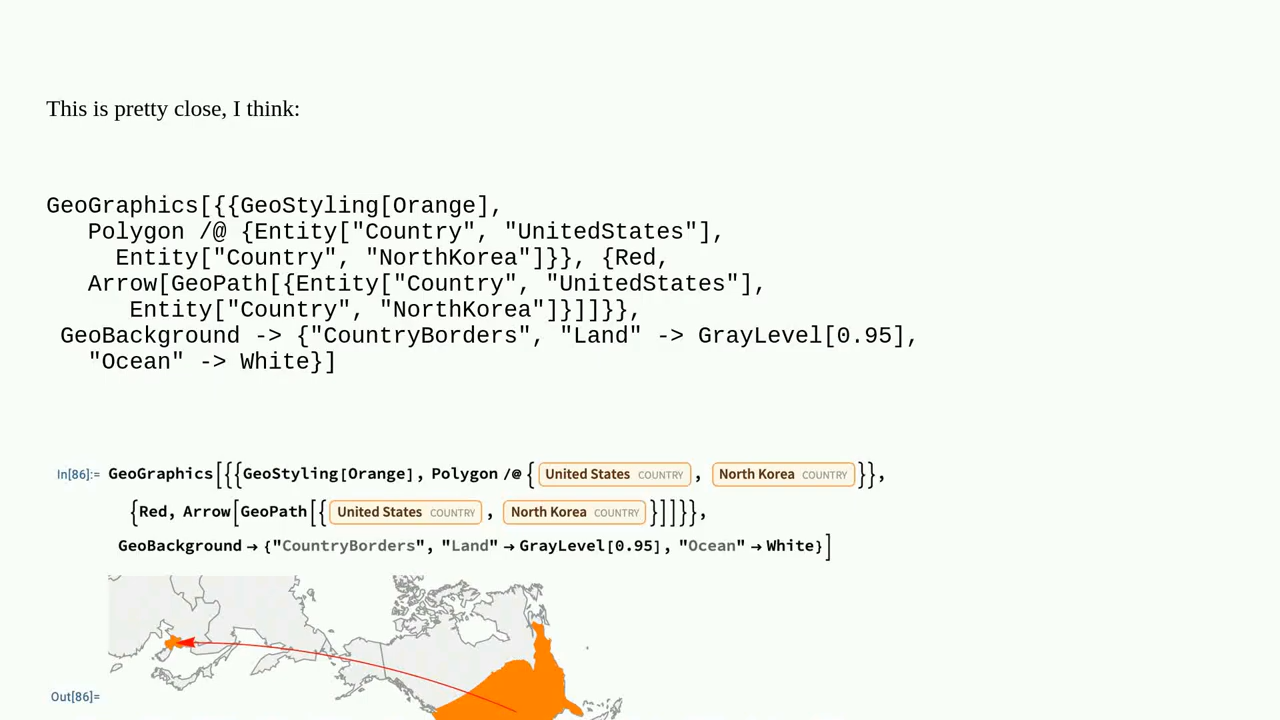 This is pretty close, I think:
GeoGraphics[{{GeoStyling[Orange],
Polygon /@ {Entity["Country", "UnitedStates"],
Entity["Country", "NorthKorea"]}}, {Red,
Arrow[GeoPath[{Entity["Country", "UnitedStates"],
Entity["Country", "NorthKorea"]}]]}},
GeoBackground -> {"CountryBorders", "Land" -> GrayLevel[0.95],
"Ocean" -> White}]
In[86]:= GeoGraphics[{{GeoStyling[Orange], Polygon /@ {United States COUNTRY, North Korea COUNTRY}},
{Red, Arrow[GeoPath[{United States COUNTRY, North Korea COUNTRY}]]}},
GeoBackground → {"CountryBorders", "Land" → GrayLevel[0.95], "Ocean" → White}]
Out[86]=